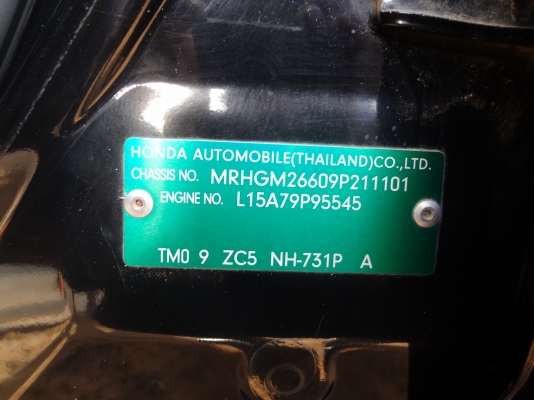 HONDA AUTOMOBILE(THAILAND)CO.,LTD.
CHASSIS NO. MRHGM26609P211101
ENGINE NO. L15A79P95545
TM0 9 ZC5 NH-731P A